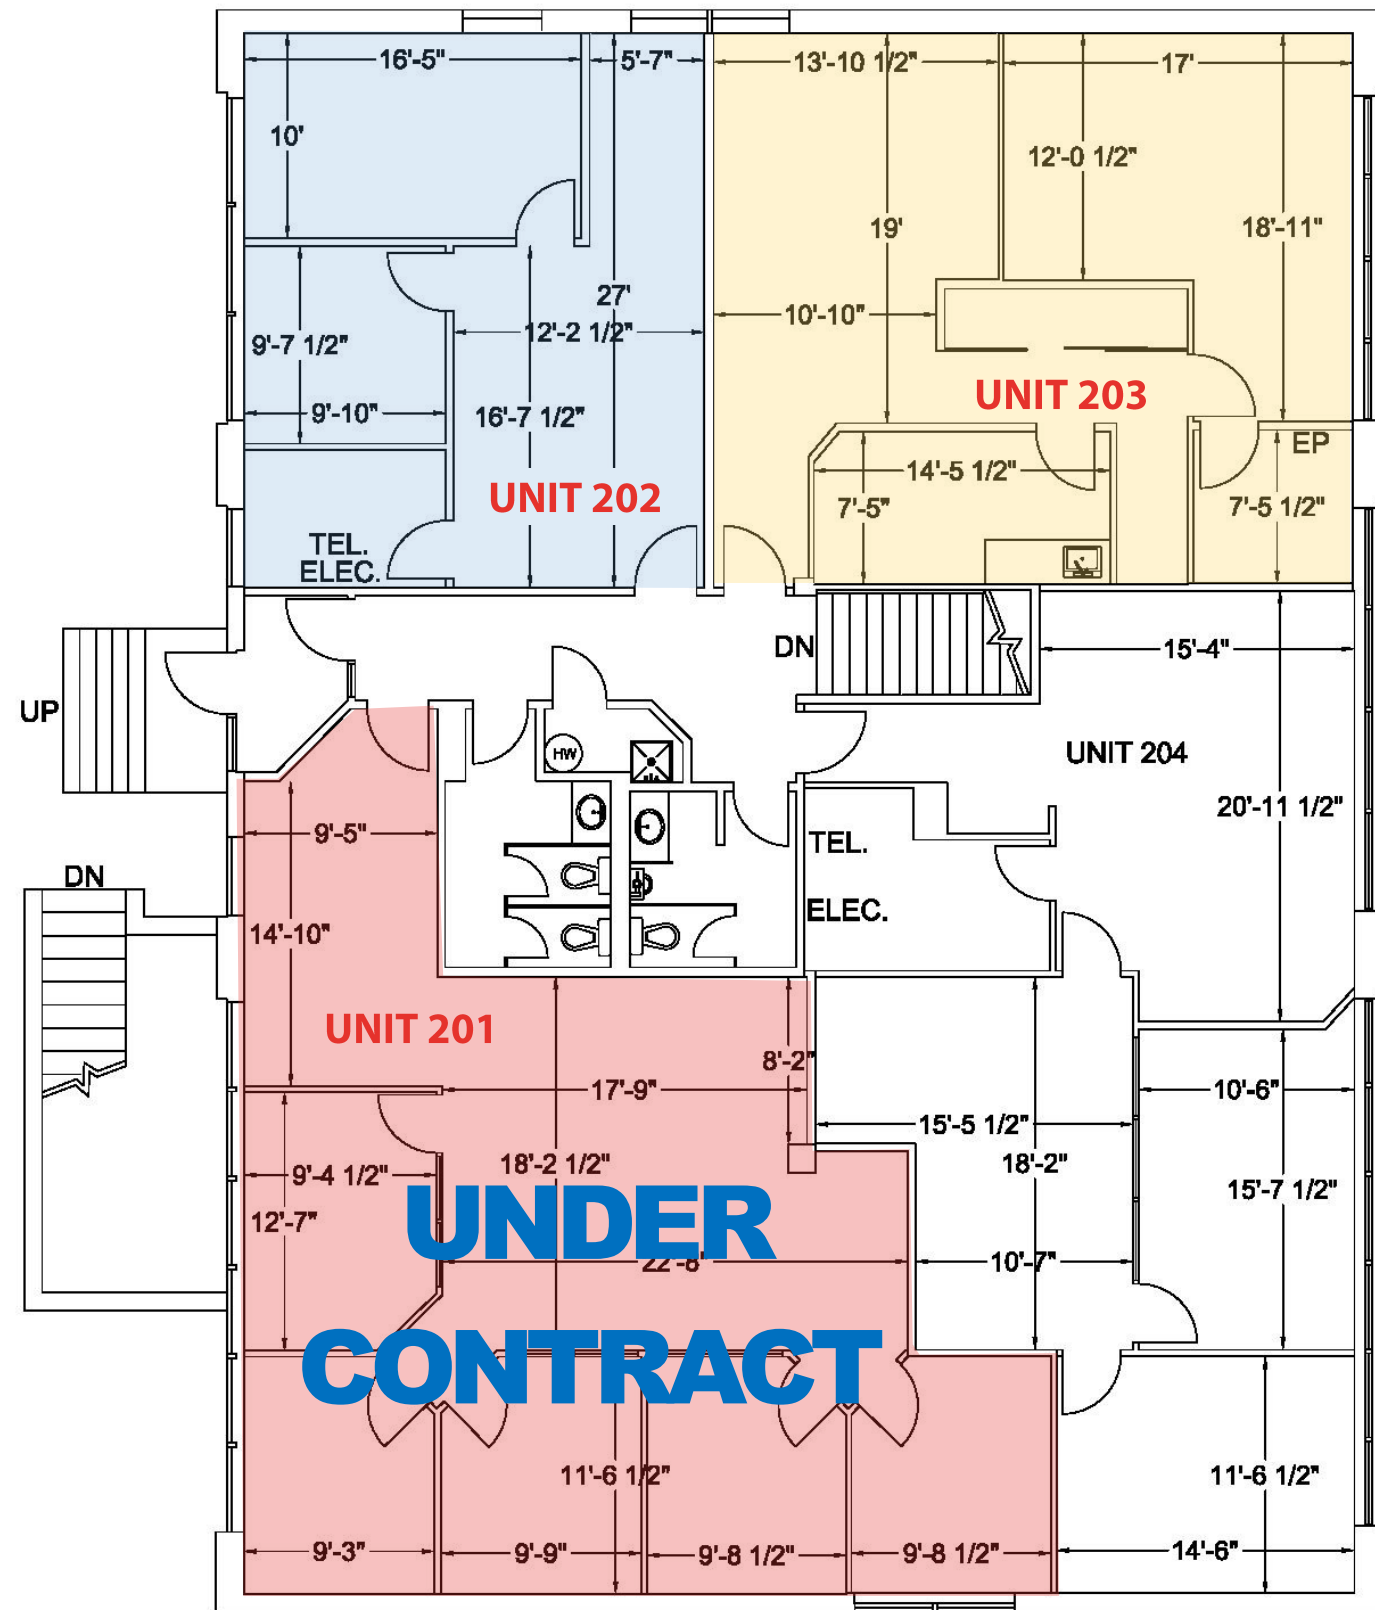 16'-5"
5'-7"
13'-10 1/2"
17'
10'
12'-0 1/2"
19'
18'-11"
27'
10'-10"
12'-2 1/2"
9'-7 1/2"
9'-10"
16'-7 1/2"
UNIT 203
EP
14'-5 1/2"
UNIT 202
7'-5"
7'-5 1/2"
TEL.
ELEC.
DN
15'-4"
UP
HW
UNIT 204
20'-11 1/2"
9'-5"
TEL.
ELEC.
DN
14'-10"
UNIT 201
8'-2"
17'-9"
10'-6"
15'-5 1/2"
18'-2 1/2"
18'-2"
9'-4 1/2"
15'-7 1/2"
12'-7"
UNDER
10'-7"
CONTRACT
11'-6 1/2"
11'-6 1/2"
9'-3"
9'-9"
9'-8 1/2"
9'-8 1/2"
14'-6"